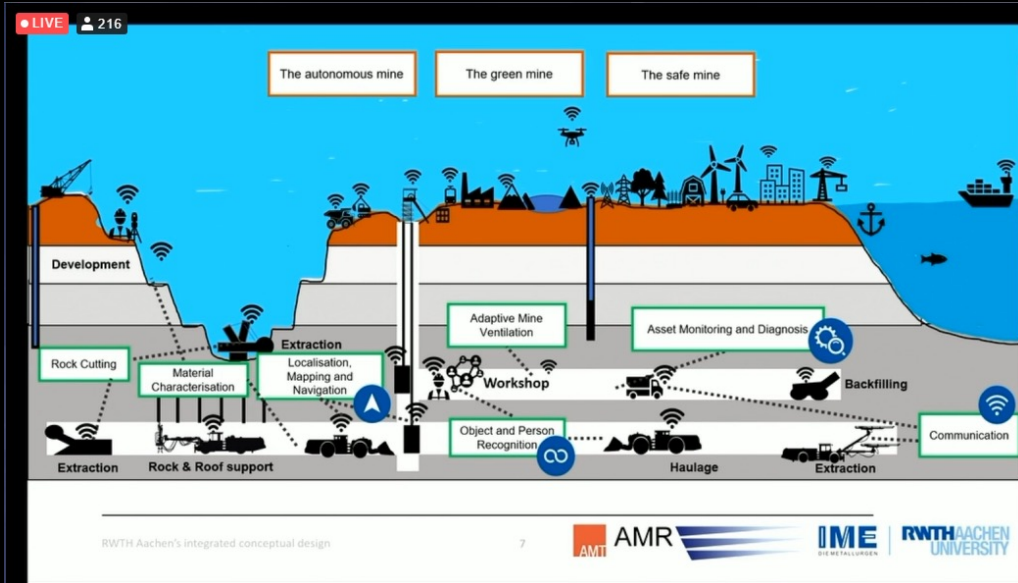 LIVE 216
The autonomous mine
The green mine
The safe mine
Development
Extraction
Rock Cutting
Material
Characterisation
Localisation,
Mapping and
Navigation
Adaptive Mine
Ventilation
Asset Monitoring and Diagnosis
Workshop
Backfilling
Object and Person
Recognition
Communication
Extraction
Rock & Roof support
Haulage
Extraction
RWTH Aachen's integrated conceptual design
7
AMT
AMR
IME
DIE METALLURGEN
RWTHAACHEN
UNIVERSITY